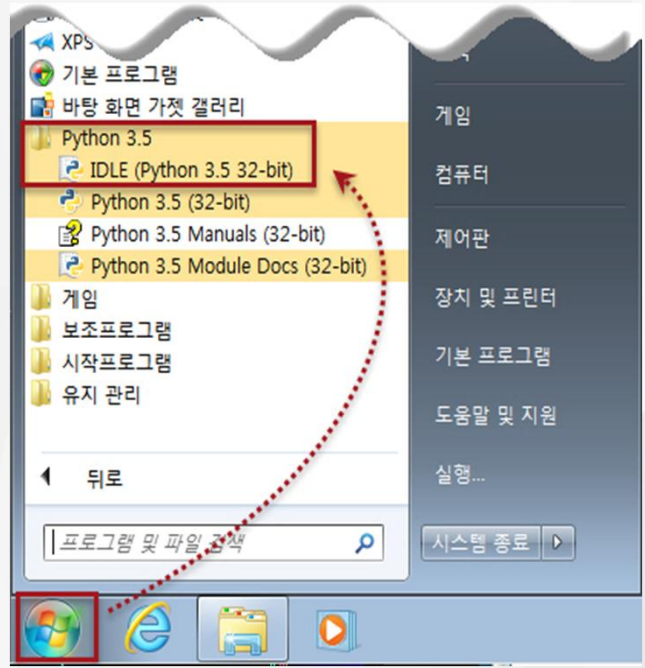 XPS
기본 프로그램
바탕 화면 가젯 갤러리
Python 3.5
IDLE (Python 3.5 32-bit)
Python 3.5 (32-bit)
Python 3.5 Manuals (32-bit)
Python 3.5 Module Docs (32-bit)
게임
보조프로그램
시작프로그램
유지 관리
뒤로
프로그램 및 파일 검색
게임
컴퓨터
제어판
장치 및 프린터
기본 프로그램
도움말 및 지원
실행...
시스템 종료